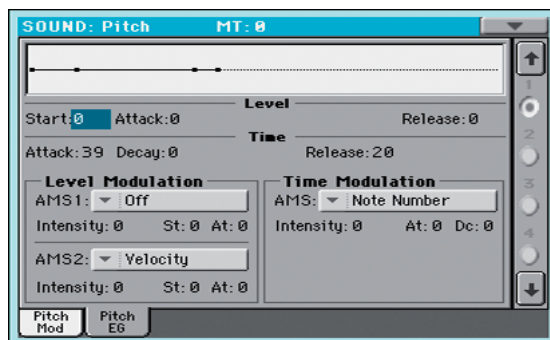 SOUND: Pitch MT: 0
Level
Start:0 Attack:0 Release:0
Time
Attack:39 Decay:0 Release:20
Level Modulation
AMS1: Off
Intensity:0 St:0 At:0
AMS2: Velocity
Intensity:0 St:0 At:0
Time Modulation
AMS: Note Number
Intensity:0 At:0 Dc:0
1
2
3
4
Pitch Mod
Pitch EG